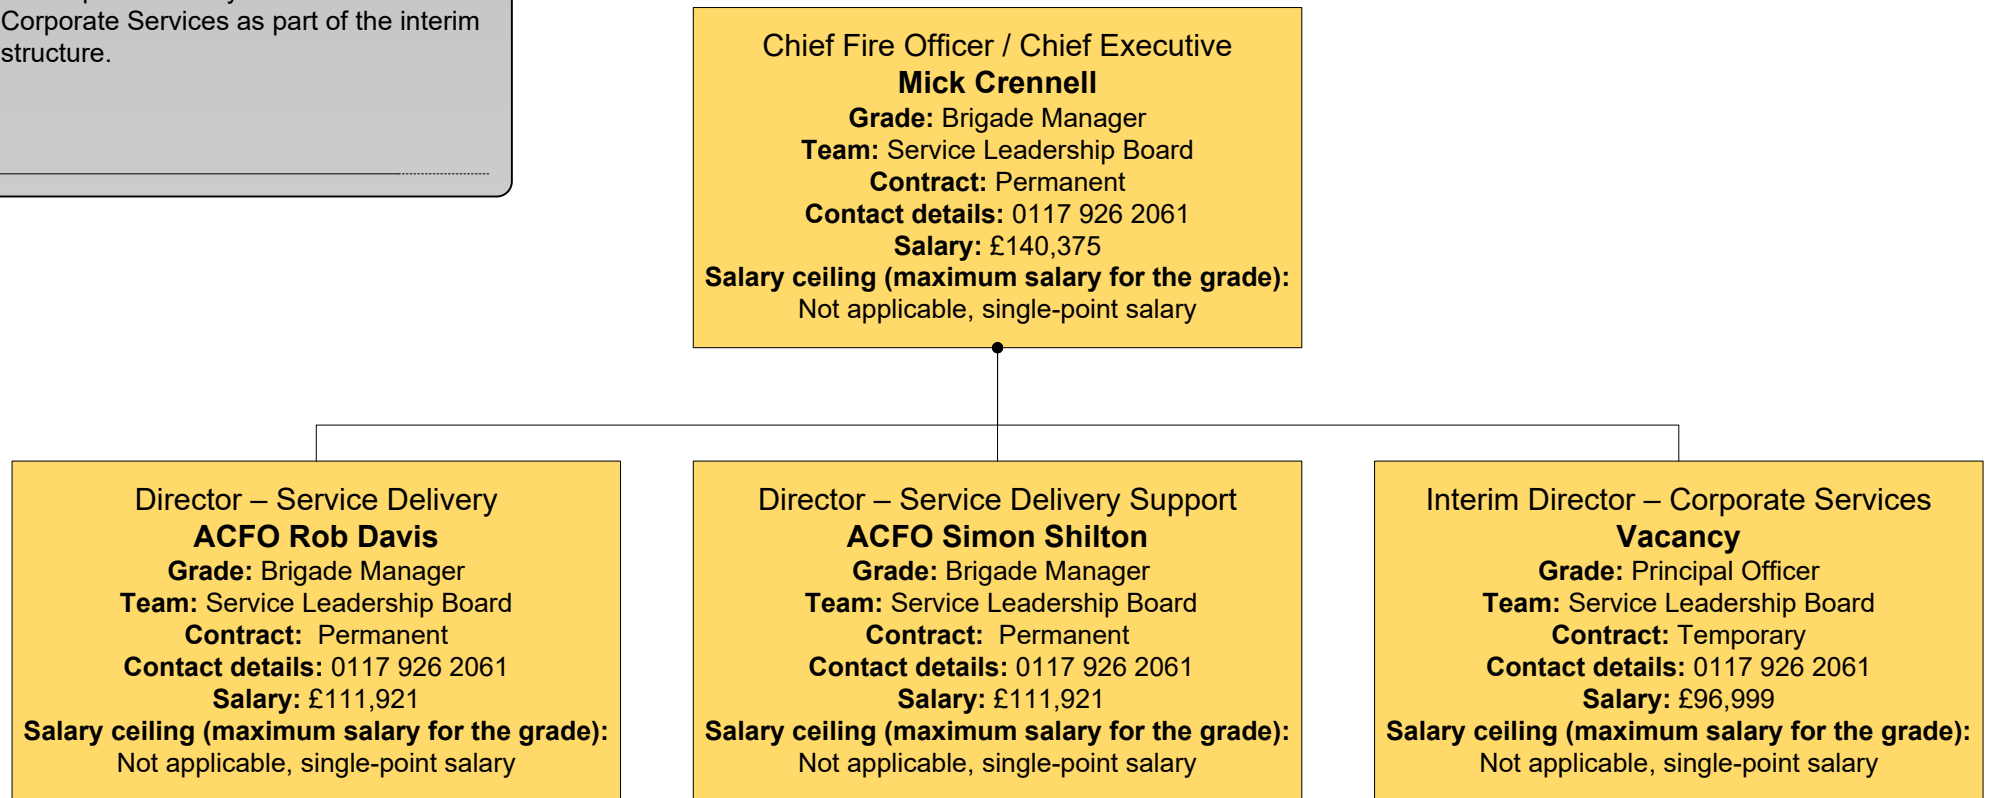 Corporate Services as part of the interim
structure.
Chief Fire Officer / Chief Executive
Mick Crennell
Grade: Brigade Manager
Team: Service Leadership Board
Contract: Permanent
Contact details: 0117 926 2061
Salary: £140,375
Salary ceiling (maximum salary for the grade):
Not applicable, single-point salary
Director – Service Delivery
ACFO Rob Davis
Grade: Brigade Manager
Team: Service Leadership Board
Contract: Permanent
Contact details: 0117 926 2061
Salary: £111,921
Salary ceiling (maximum salary for the grade):
Not applicable, single-point salary
Director – Service Delivery Support
ACFO Simon Shilton
Grade: Brigade Manager
Team: Service Leadership Board
Contract: Permanent
Contact details: 0117 926 2061
Salary: £111,921
Salary ceiling (maximum salary for the grade):
Not applicable, single-point salary
Interim Director – Corporate Services
Vacancy
Grade: Principal Officer
Team: Service Leadership Board
Contract: Temporary
Contact details: 0117 926 2061
Salary: £96,999
Salary ceiling (maximum salary for the grade):
Not applicable, single-point salary